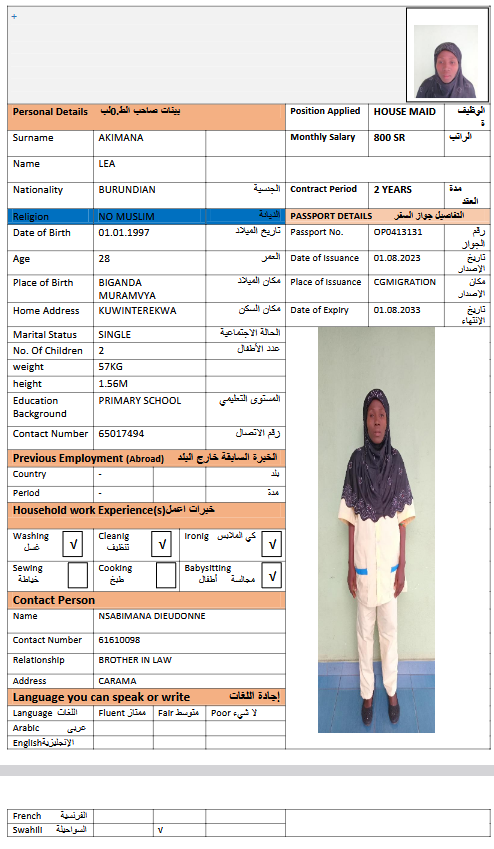 Personal Details بيانات صاحب الط.0لب
Position Applied HOUSE MAID الوظيفة
Surname AKIMANA
Monthly Salary 800 SR الراتب
Name LEA
Nationality BURUNDIAN الجنسية
Contract Period 2 YEARS مدة العقد
Religion NO MUSLIM الديانة
PASSPORT DETAILS التفاصيل جواز السفر
Date of Birth 01.01.1997 تاريخ الميلاد
Passport No. OP0413131 رقم الجواز
Age 28 العمر
Date of Issuance 01.08.2023 تاريخ الإصدار
Place of Birth BIGANDA MURAMVYA مكان الميلاد
Place of Issuance CGMIGRATION مكان الإصدار
Home Address KUWINTEREKWA مكان السكن
Date of Expiry 01.08.2033 تاريخ الإنتهاء
Marital Status SINGLE الحالة الاجتماعية
No. Of Children 2 عدد الأطفال
weight 57KG
height 1.56M
Education Background PRIMARY SCHOOL المستوى التعليمي
Contact Number 65017494 رقم الاتصال
Previous Employment (Abroad) الخبرة السابقة خارج البلد
Country - بلد
Period - مدة
Household work Experience(s) خبرات اعمل
Washing غسل √ Cleanig تنظيف √ Ironig كي الملابس √
Sewing خياطة Cooking طبخ Babysitting مجالسة أطفال √
Contact Person
Name NSABIMANA DIEUDONNE
Contact Number 61610098
Relationship BROTHER IN LAW
Address CARAMA
Language you can speak or write إجادة اللغات
Language اللغات Fluent ممتاز Fair متوسط Poor لا شيء
Arabic عربى
English الإنجليزية
French الفرنسية
Swahili السواحيلة √